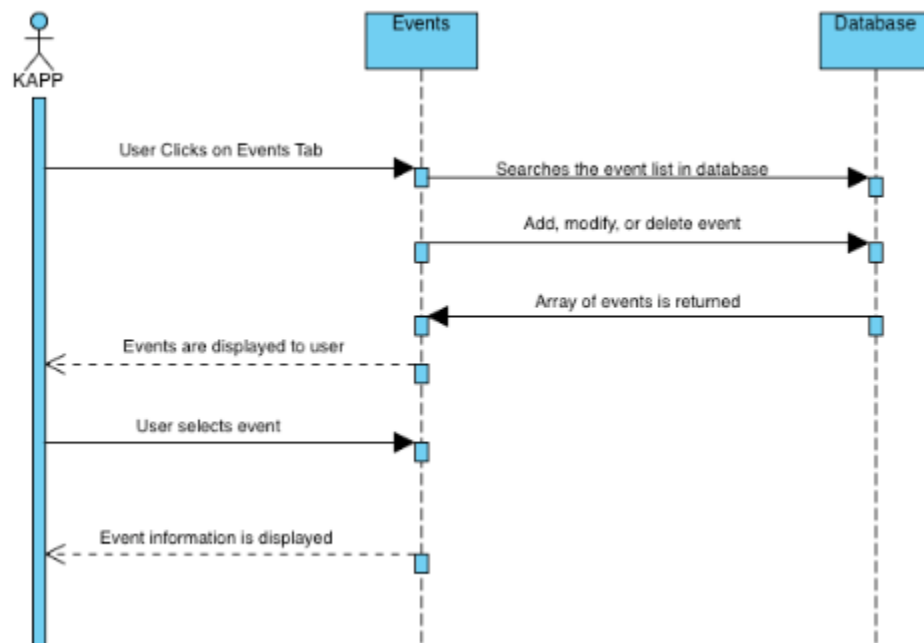 Events
Database
KAPP
User Clicks on Events Tab
Searches the event list in database
Add, modify, or delete event
Array of events is returned
Events are displayed to user
User selects event
Event information is displayed